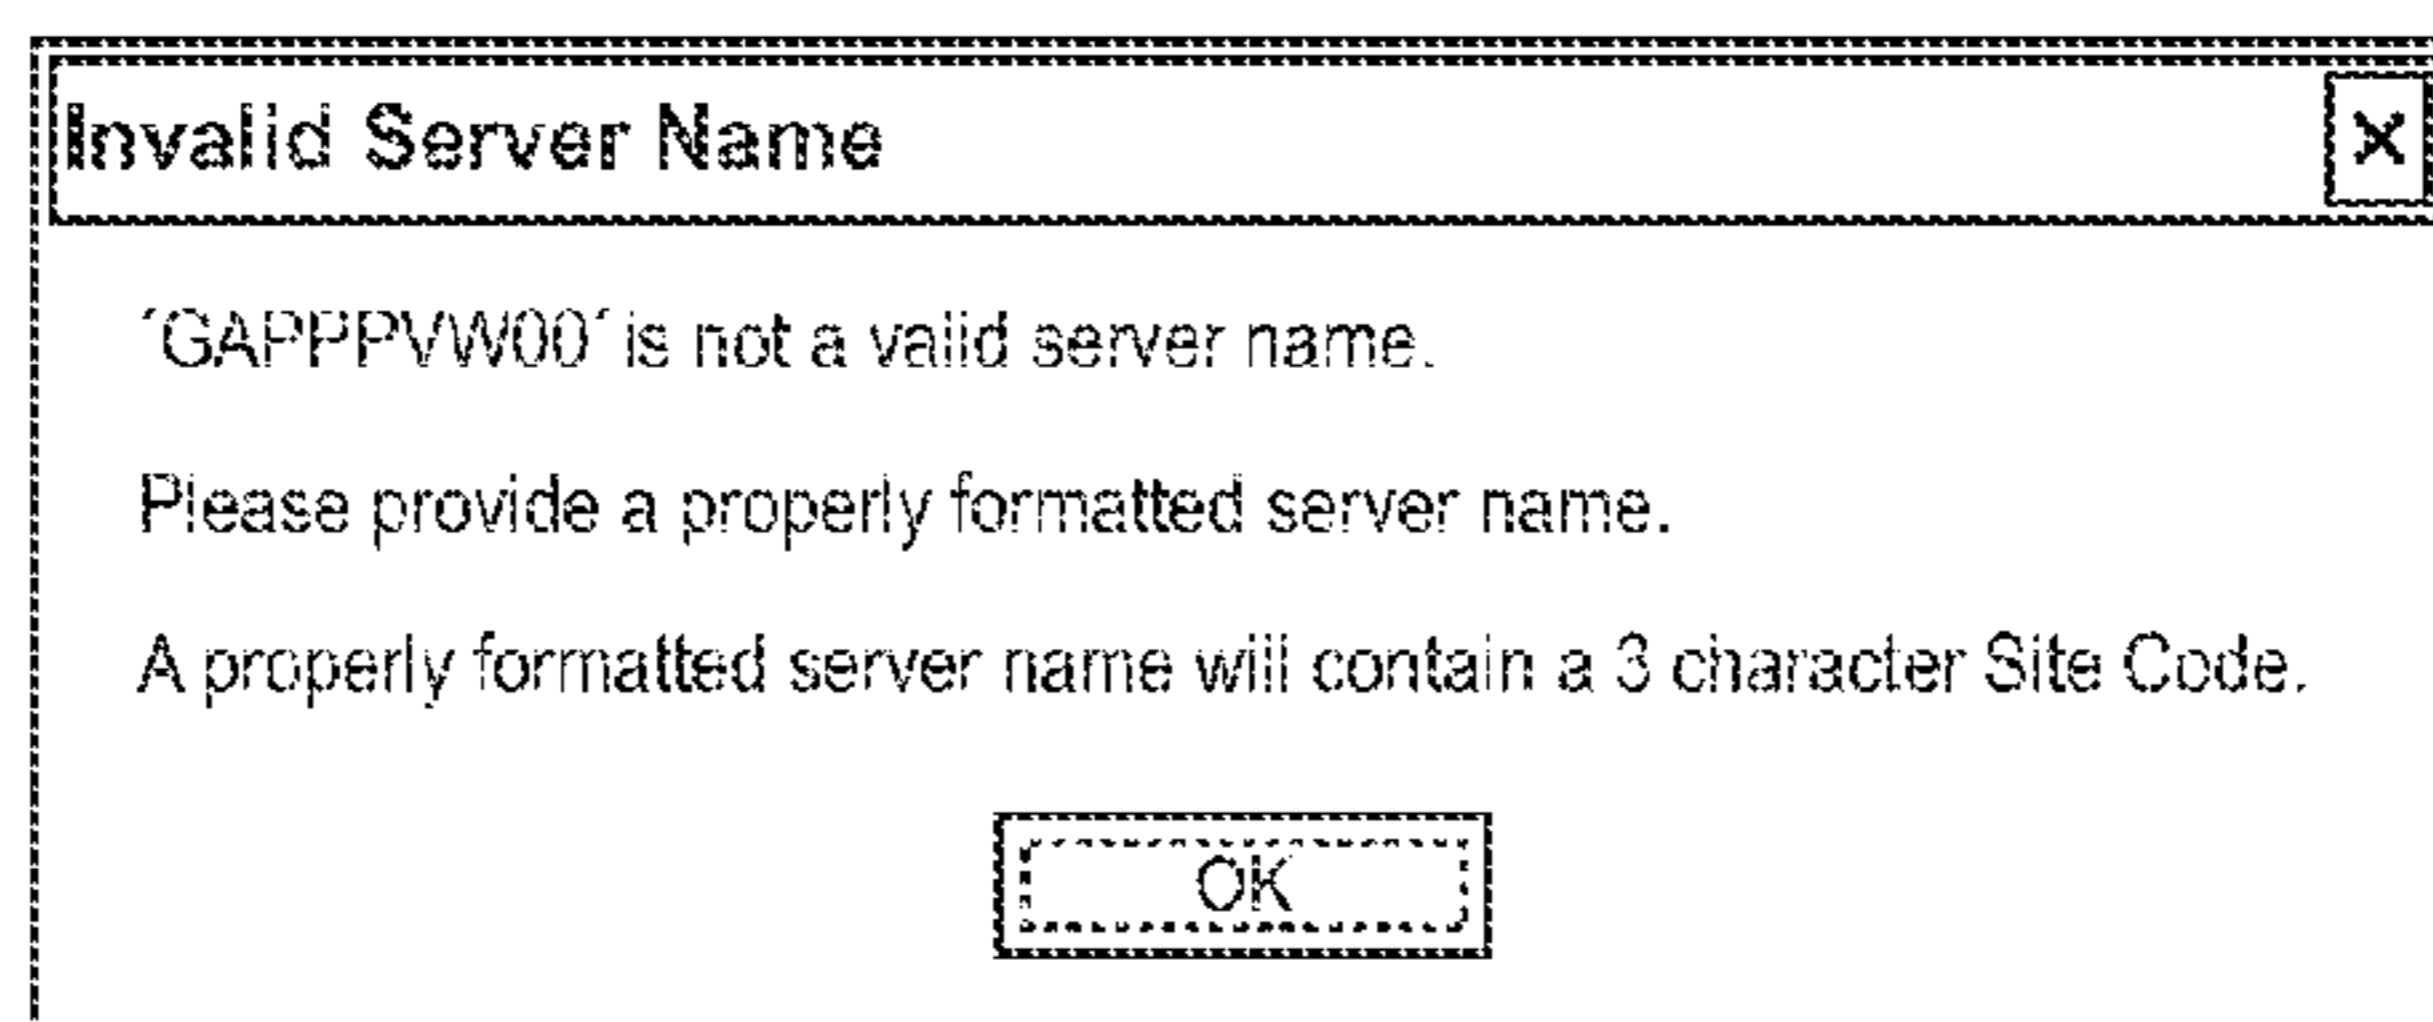 Invalid Server Name X
´GAPPPVW00´ is not a valid server name.
Please provide a properly formatted server name.
A properly formatted server name will contain a 3 character Site Code.
OK